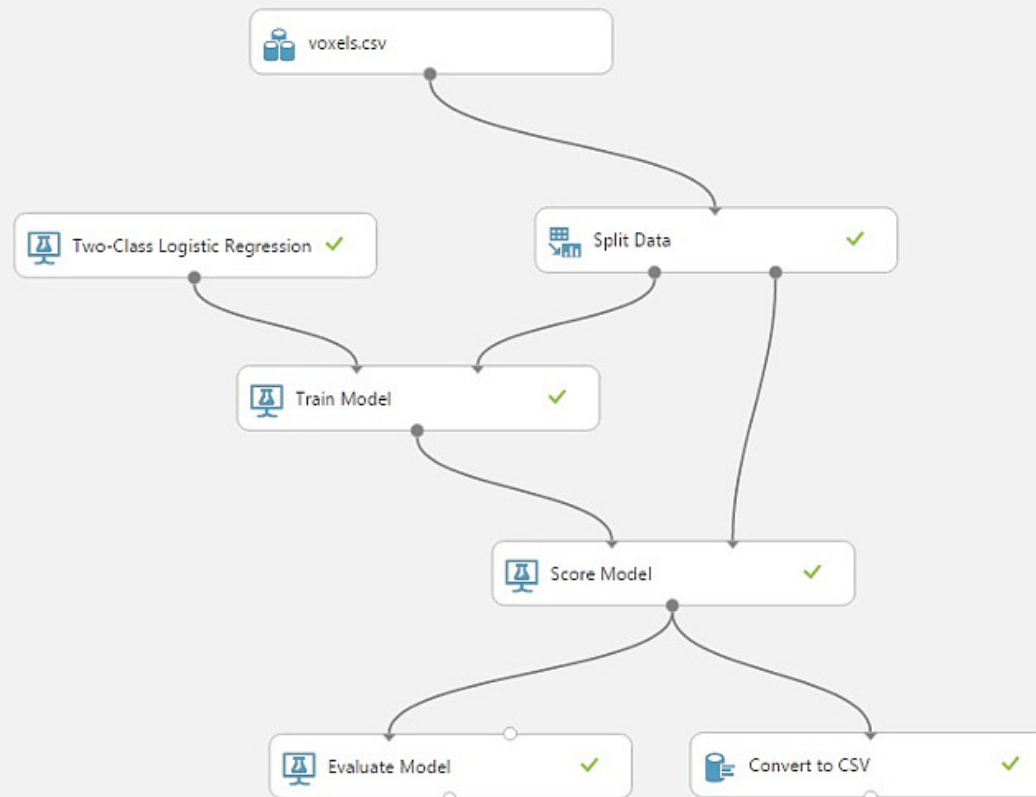 voxels.csv
Two-Class Logistic Regression
Split Data
Train Model
Score Model
Evaluate Model
Convert to CSV